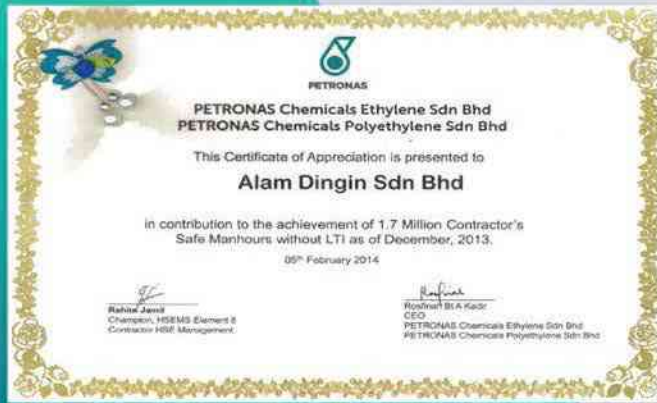 PETRONAS
PETRONAS Chemicals Ethylene Sdn Bhd
PETRONAS Chemicals Polyethylene Sdn Bhd
This Certificate of Appreciation is presented to
Alam Dingin Sdn Bhd
in contribution to the achievement of 1.7 Million Contractor's
Safe Manhours without LTI as of December, 2013.
05th February 2014
Rahita Jamil
Champion, HSEMS Element 8
Contractor HSE Management
Rosfinah Bt A Kadir
CEO
PETRONAS Chemicals Ethylene Sdn Bhd
PETRONAS Chemicals Polyethylene Sdn Bhd